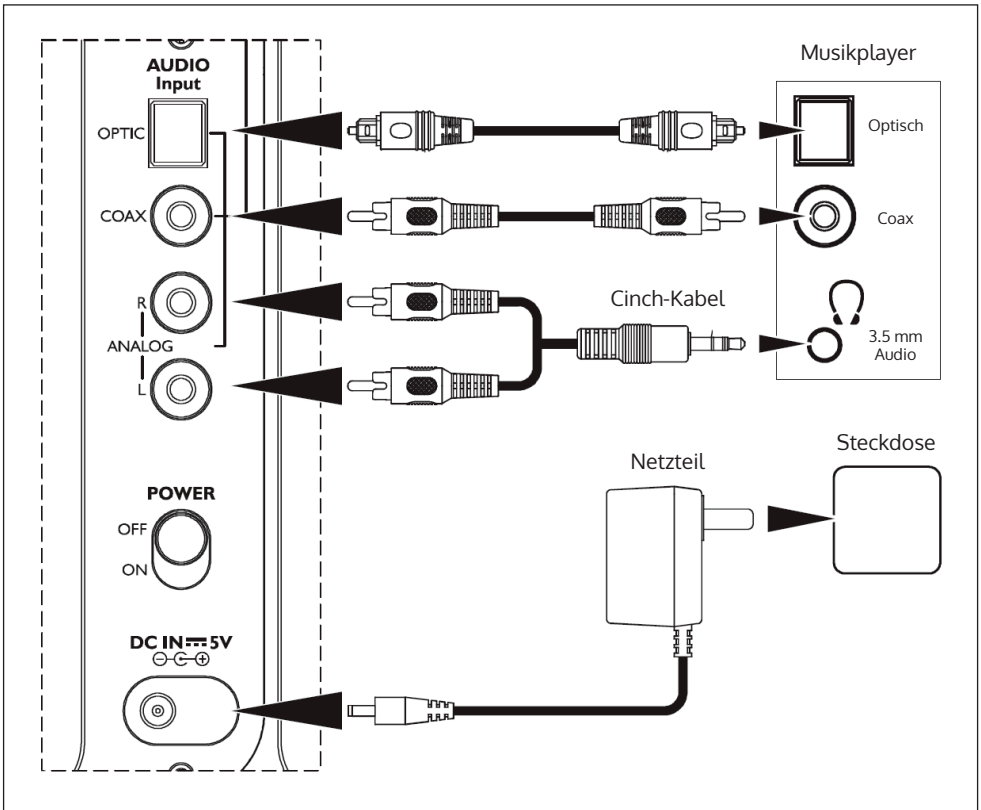 AUDIO
Input
OPTIC
COAX
R
ANALOG
L
POWER
OFF
ON
DC IN 5V
Musikplayer
Optisch
Coax
3.5 mm
Audio
Cinch-Kabel
Netzteil
Steckdose